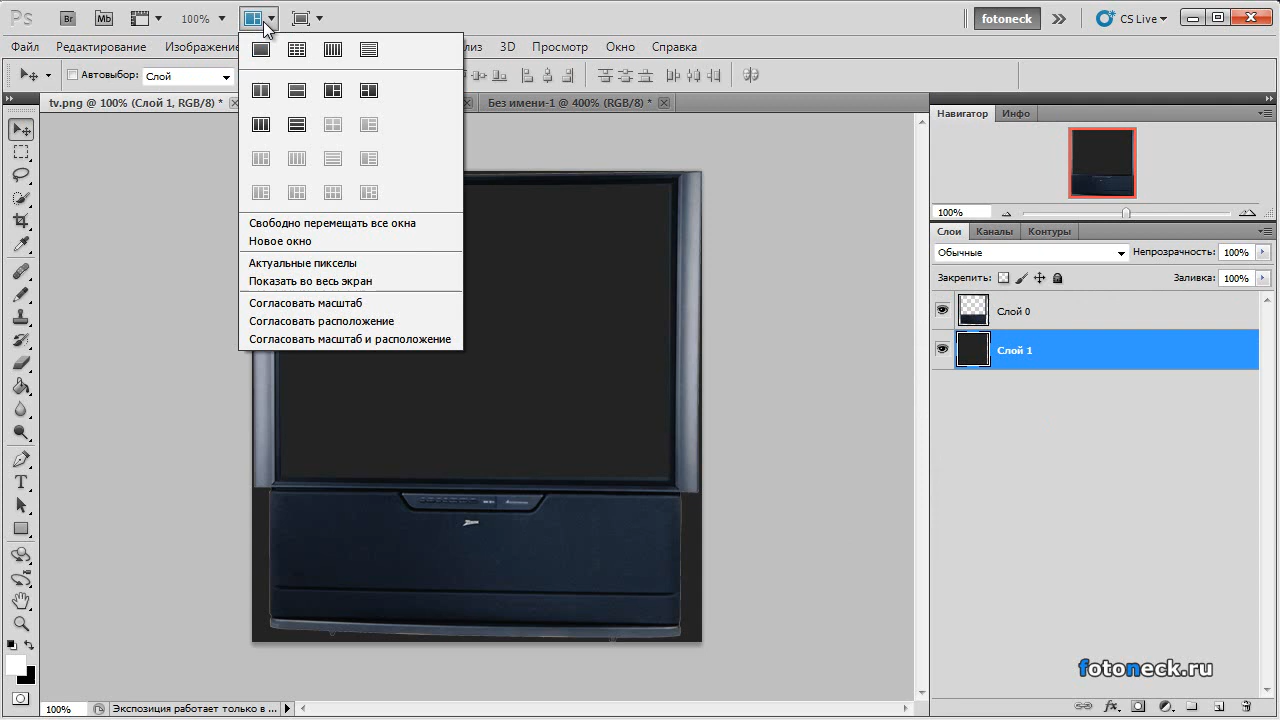 Ps Br Mb 100% fotoneck CS Live
Файл Редактирование Изображение лиз 3D Просмотр Окно Справка
Автовыбор: Слой
tv.png @ 100% (Слой 1, RGB/8) * Без имени-1 @ 400% (RGB/8) *
Свободно перемещать все окна
Новое окно
Актуальные пикселы
Показать во весь экран
Согласовать масштаб
Согласовать расположение
Согласовать масштаб и расположение
Навигатор Инфо
100%
Слои Каналы Контуры
Обычные Непрозрачность: 100%
Закрепить: Заливка: 100%
Слой 0
Слой 1
T
fotoneck.ru
fx
100% Экспозиция работает только в ...